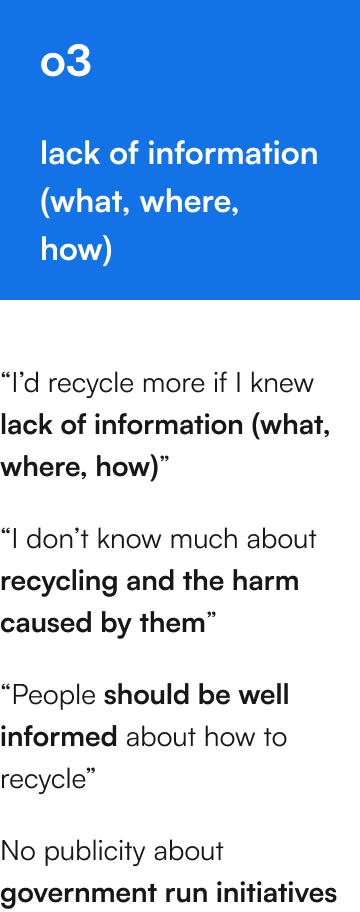 o3
lack of information
(what, where,
how)
“I’d recycle more if I knew
lack of information (what,
where, how)”
“I don’t know much about
recycling and the harm
caused by them”
“People should be well
informed about how to
recycle”
No publicity about
government run initiatives